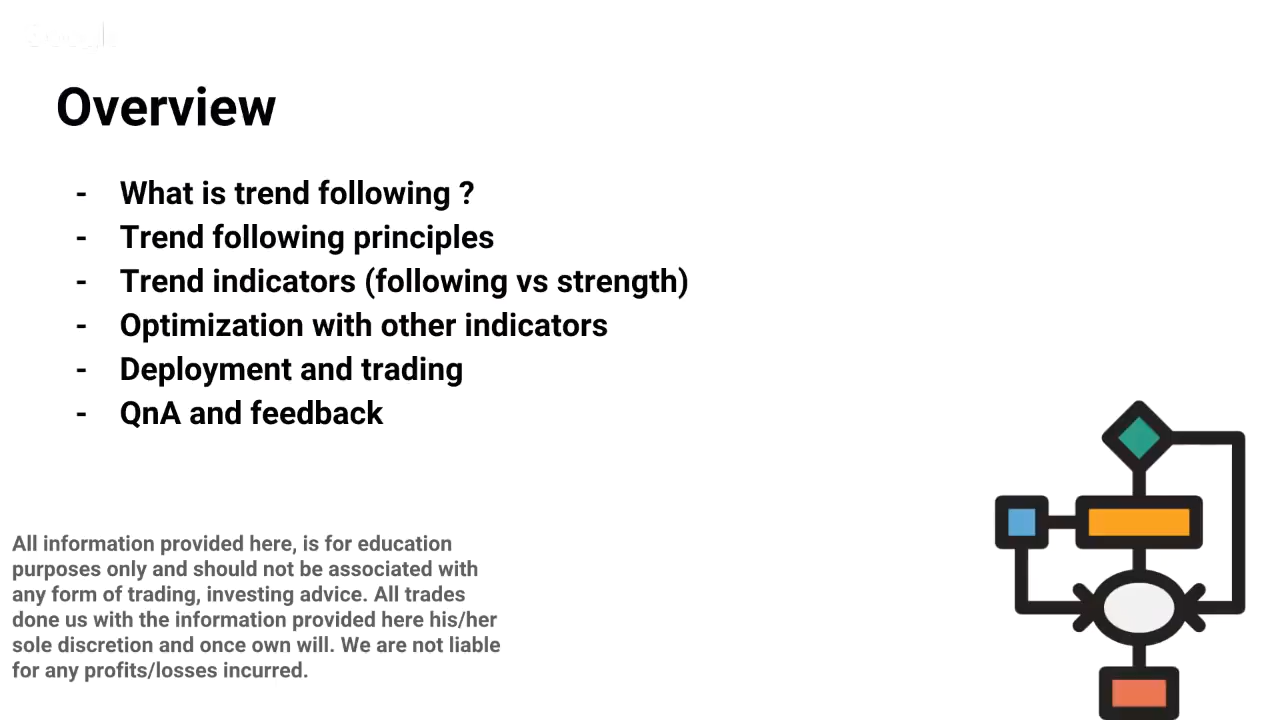 Overview
- What is trend following ?
- Trend following principles
- Trend indicators (following vs strength)
- Optimization with other indicators
- Deployment and trading
- QnA and feedback
All information provided here, is for education
purposes only and should not be associated with
any form of trading, investing advice. All trades
done us with the information provided here his/her
sole discretion and once own will. We are not liable
for any profits/losses incurred.